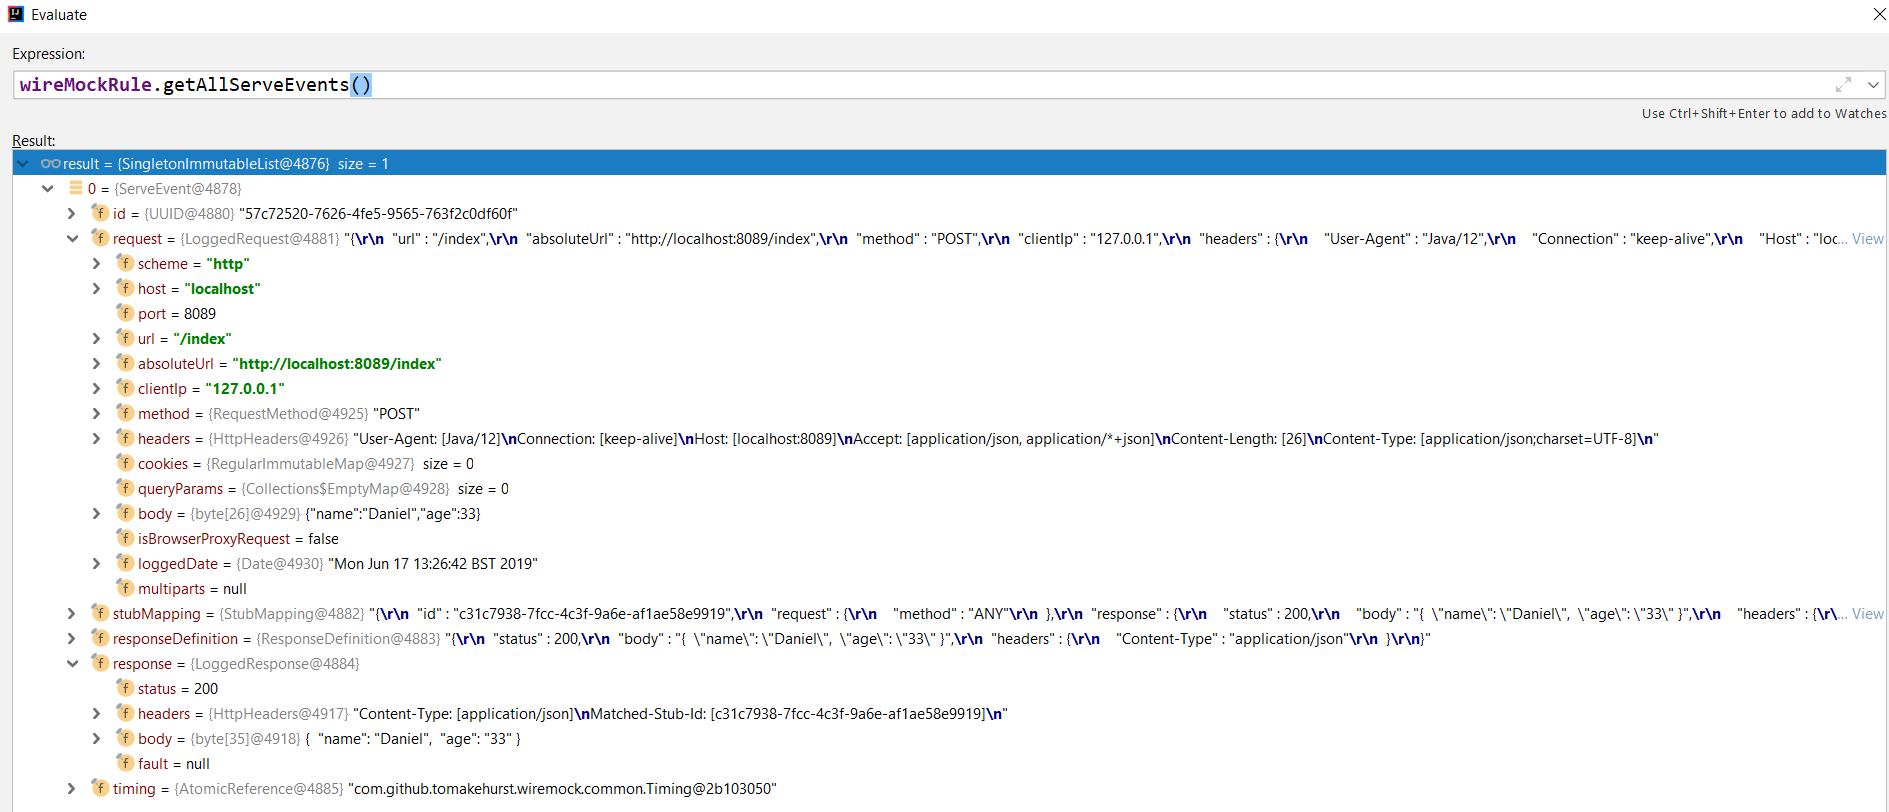 Evaluate
Expression:
wireMockRule.getAllServeEvents()
Use Ctrl+Shift+Enter to add to Watches
Result:
result = {SingletonImmutableList@4876} size = 1
0 = {ServeEvent@4878}
id = {UUID@4880} "57c72520-7626-4fe5-9565-763f2c0df60f"
request = {LoggedRequest@4881} "{\r\n "url" : "/index",\r\n "absoluteUrl" : "http://localhost:8089/index",\r\n "method" : "POST",\r\n "clientIp" : "127.0.0.1",\r\n "headers" : {\r\n "User-Agent" : "Java/12",\r\n "Connection" : "keep-alive",\r\n "Host" : "loc... View
scheme = "http"
host = "localhost"
port = 8089
url = "/index"
absoluteUrl = "http://localhost:8089/index"
clientIp = "127.0.0.1"
method = {RequestMethod@4925} "POST"
headers = {HttpHeaders@4926} "User-Agent: [Java/12]\nConnection: [keep-alive]\nHost: [localhost:8089]\nAccept: [application/json, application/*+json]\nContent-Length: [26]\nContent-Type: [application/json;charset=UTF-8]\n"
cookies = {RegularImmutableMap@4927} size = 0
queryParams = {Collections$EmptyMap@4928} size = 0
body = {byte[26]@4929} {"name":"Daniel","age":33}
isBrowserProxyRequest = false
loggedDate = {Date@4930} "Mon Jun 17 13:26:42 BST 2019"
multiparts = null
stubMapping = {StubMapping@4882} "{\r\n "id" : "c31c7938-7fcc-4c3f-9a6e-af1ae58e9919",\r\n "request" : {\r\n "method" : "ANY"\r\n },\r\n "response" : {\r\n "status" : 200,\r\n "body" : "{ \"name\": \"Daniel\", \"age\": \"33\" }",\r\n "headers" : {\r\... View
responseDefinition = {ResponseDefinition@4883} "{\r\n "status" : 200,\r\n "body" : "{ \"name\": \"Daniel\", \"age\": \"33\" }",\r\n "headers" : {\r\n "Content-Type" : "application/json"\r\n }\r\n}"
response = {LoggedResponse@4884}
status = 200
headers = {HttpHeaders@4917} "Content-Type: [application/json]\nMatched-Stub-Id: [c31c7938-7fcc-4c3f-9a6e-af1ae58e9919]\n"
body = {byte[35]@4918} { "name": "Daniel", "age": "33" }
fault = null
timing = {AtomicReference@4885} "com.github.tomakehurst.wiremock.common.Timing@2b103050"